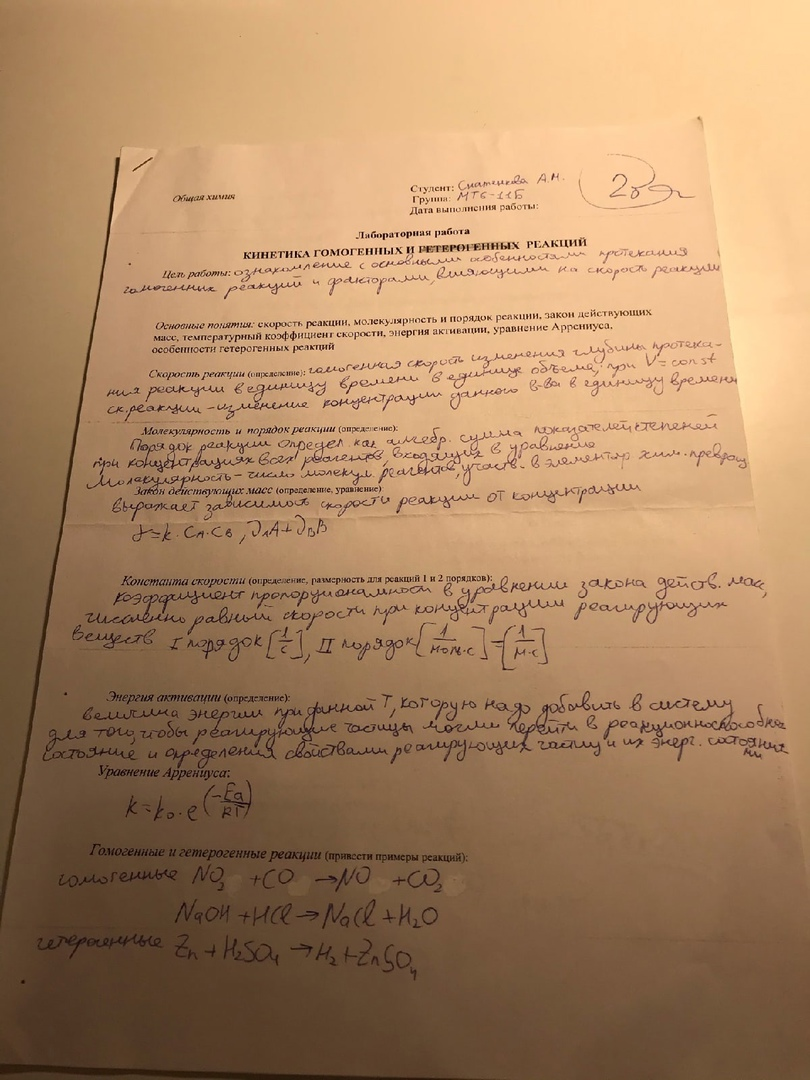 Общая химия
Студент: А.М.
Группа: МТ6-11Б
Дата выполнения работы:
Лабораторная работа
КИНЕТИКА ГОМОГЕННЫХ И ГЕТЕРОГЕННЫХ РЕАКЦИЙ
Цель работы: ознакомление с основными особенностями протекания
гомогенных реакций и факторами, влияющими на скорость реакции
Основные понятия: скорость реакции, молекулярность и порядок реакции, закон действующих
масс, температурный коэффициент скорости, энергия активации, уравнение Аррениуса,
особенности гетерогенных реакций
Скорость реакции (определение): гомогенная скорость изменения глубины протека-
ния реакции в единицу времени в единице объема, при V=const
ск.реакции - изменение концентрации данного в-ва в единицу времени
Молекулярность и порядок реакции (определение):
Порядок реакции определ. как алгебр. сумма показателей степеней
при концентрациях всех реагентов, входящих в уравнение
Молекулярность - число молекул реагентов, участв. в элементар хим. превращ.
Закон действующих масс (определение, уравнение)
выражает зависимость скорости реакции от концентрации
Константа скорости (определение, размерность для реакций 1 и 2 порядков):
коэффициент пропорциональности в уравнении закона действ. масс,
численно равный скорости при концентрации реагирующих
веществ I порядок [1/с], II порядок [1/моль·с]=[1/М·с]
Энергия активации (определение):
величина энергии при данной T, которую надо добавить в систему
для того, чтобы реагирующие частицы могли перейти в реакционноспособное
состояние и определения свойствами реагирующих частиц и их энерг. состояния
ми
Уравнение Аррениуса:
k=k₀·e(-Ea/RT)
Гомогенные и гетерогенные реакции (привести примеры реакций):
гомогенные NO₂ +CO →NO +CO₂
NaOH +HCl→NaCl+H₂O
гетерогенные Zn+H₂SO₄→H₂+ZnSO₄